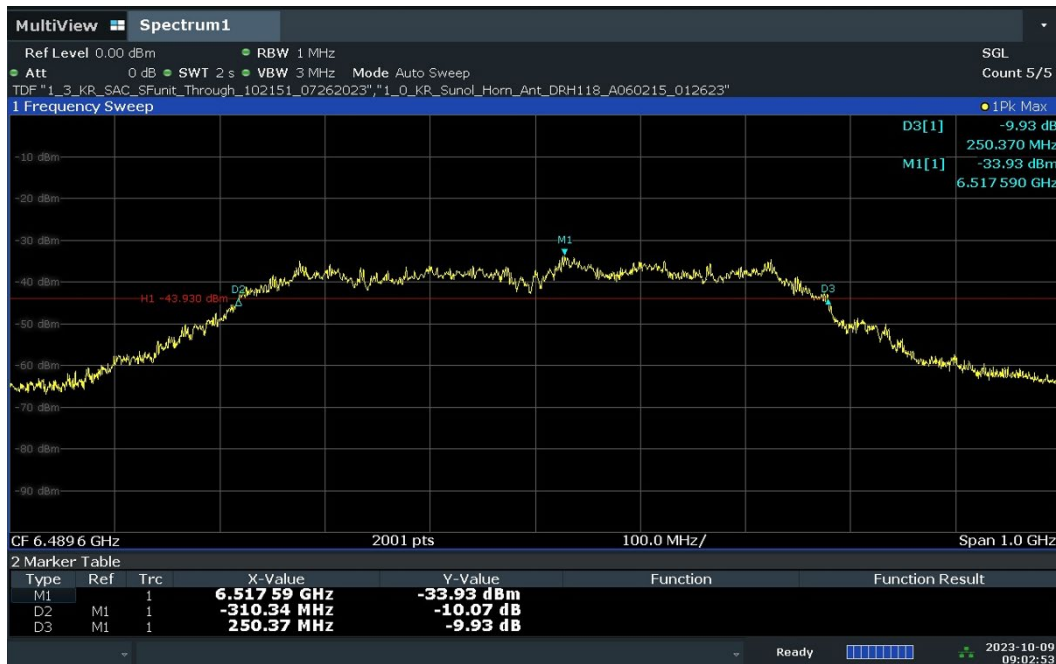 MultiView Spectrum1
Ref Level 0.00 dBm RBW 1 MHz SGL
Att 0 dB SWT 2 s VBW 3 MHz Mode Auto Sweep Count 5/5
TDF "1_3_KR_SAC_SFunit_Through_102151_07262023","1_0_KR_Sunol_Horn_Ant_DRH118_A060215_012623"
1 Frequency Sweep 1Pk Max
D3[1] -9.93 dB
250.370 MHz
M1[1] -33.93 dBm
6.517 590 GHz
-10 dBm
-20 dBm
-30 dBm
M1
-40 dBm
D2
D3
H1 -43.930 dBm
-50 dBm
-60 dBm
-70 dBm
-80 dBm
-90 dBm
CF 6.4896 GHz 2001 pts 100.0 MHz/ Span 1.0 GHz
2 Marker Table
Type Ref Trc X-Value Y-Value Function Function Result
M1 1 6.517 59 GHz -33.93 dBm
D2 M1 1 -310.34 MHz -10.07 dB
D3 M1 1 250.37 MHz -9.93 dB
Ready 2023-10-09
09:02:53